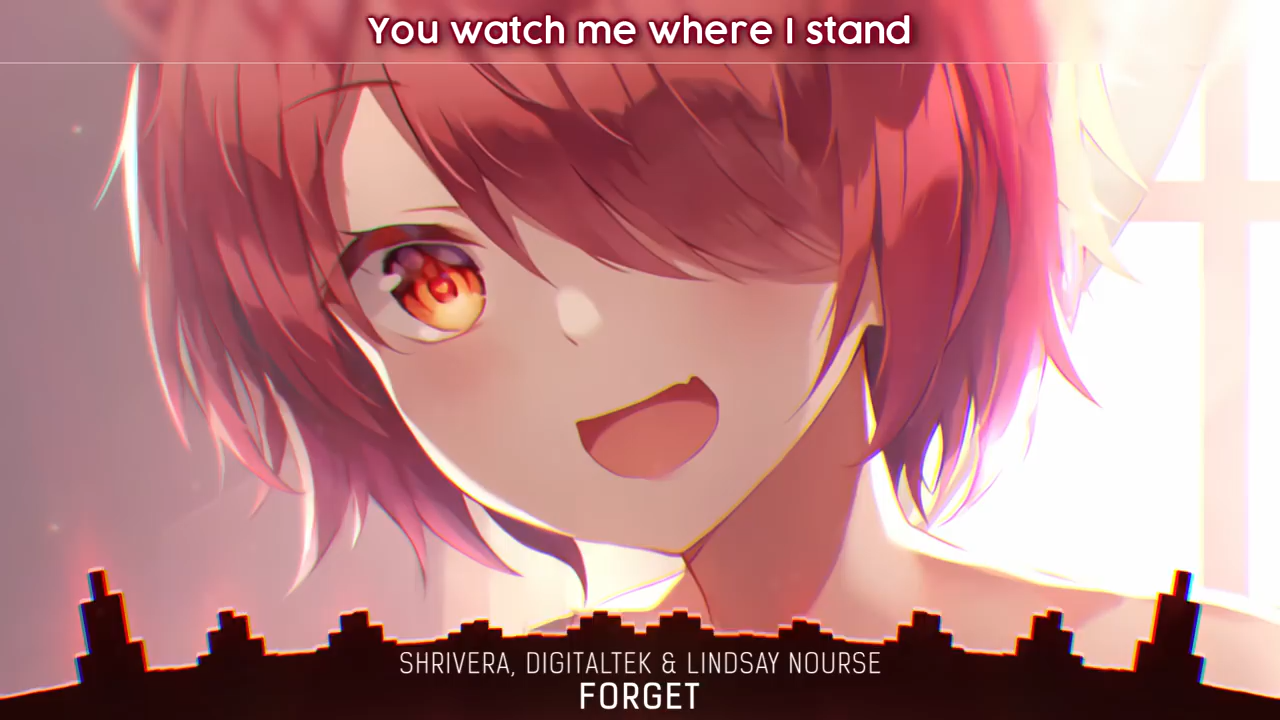 You watch me where I stand
SHRIVERA, DIGITALTEK & LINDSAY NOURSE
FORGET